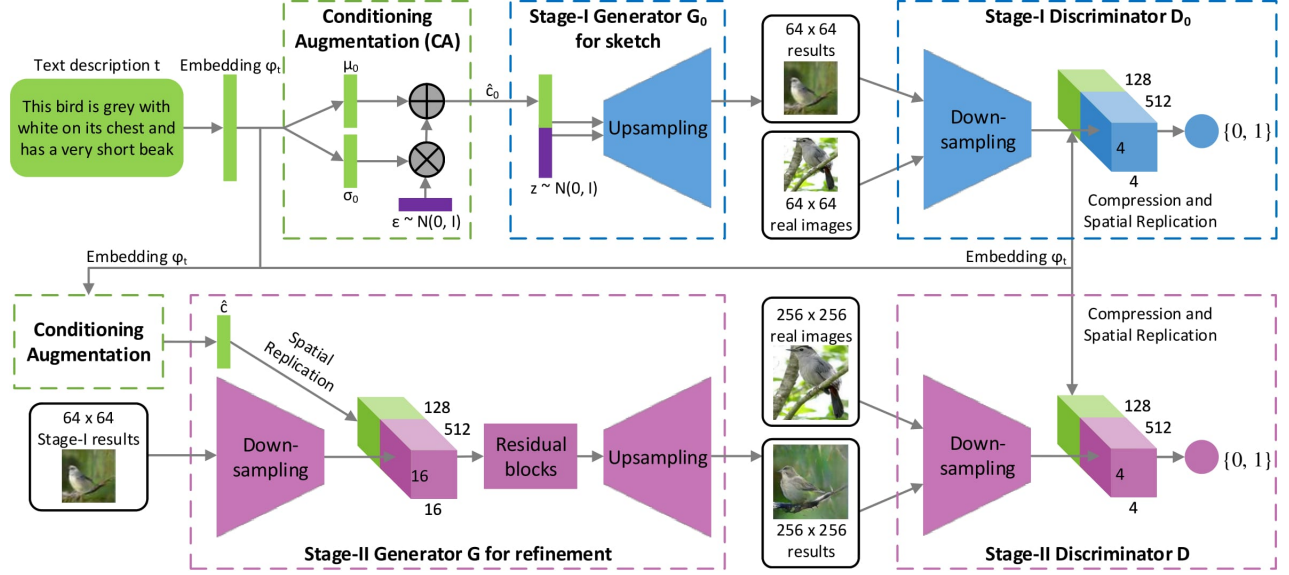 Conditioning
Augmentation (CA)
Stage-I Generator G₀
for sketch
64 x 64
results
Stage-I Discriminator D₀
Text description t
Embedding φₜ
μ₀
ĉ₀
128
512
This bird is grey with
white on its chest and
has a very short beak
Upsampling
Down-
sampling
{0, 1}
4
4
σ₀
ε ~ N(0, I)
z ~ N(0, I)
64 x 64
real images
Compression and
Spatial Replication
Embedding φₜ
Embedding φₜ
Conditioning
Augmentation
ĉ
Spatial
Replication
256 x 256
real images
Compression and
Spatial Replication
64 x 64
Stage-I results
Down-
sampling
128
512
16
16
Residual
blocks
Upsampling
Down-
sampling
128
512
4
4
{0, 1}
256 x 256
results
Stage-II Generator G for refinement
Stage-II Discriminator D